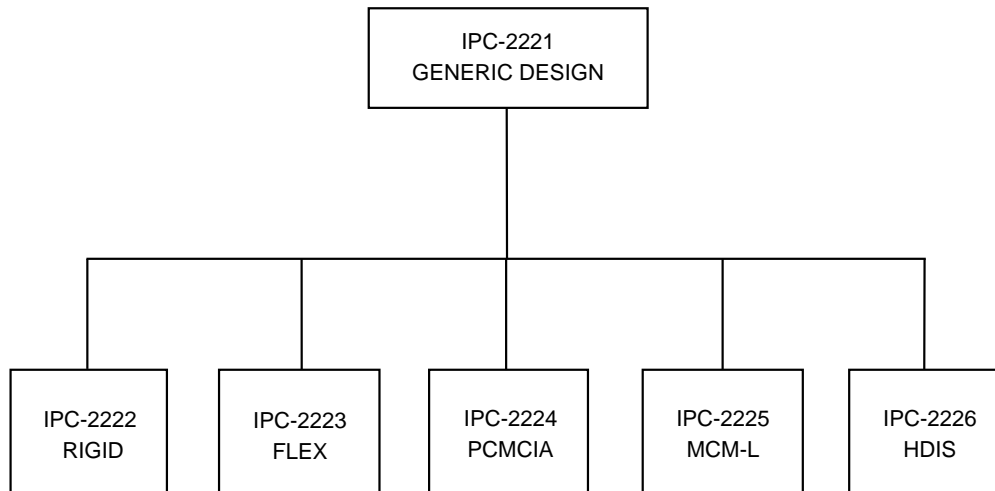 IPC-2221
GENERIC DESIGN
IPC-2222
RIGID
IPC-2223
FLEX
IPC-2224
PCMCIA
IPC-2225
MCM-L
IPC-2226
HDIS